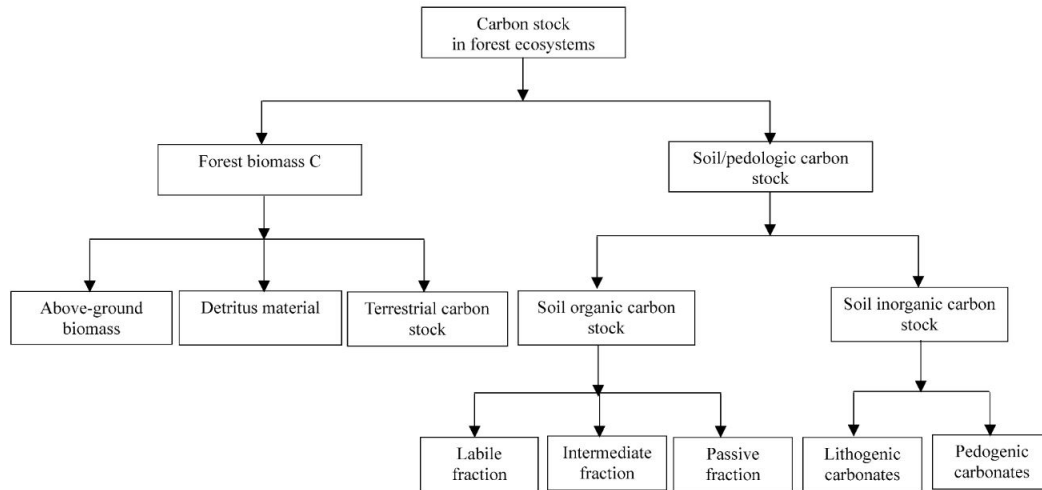 Carbon stock
in forest ecosystems
Forest biomass C
Soil/pedologic carbon
stock
Above-ground
biomass
Detritus material
Terrestrial carbon
stock
Soil organic carbon
stock
Soil inorganic carbon
stock
Labile
fraction
Intermediate
fraction
Passive
fraction
Lithogenic
carbonates
Pedogenic
carbonates